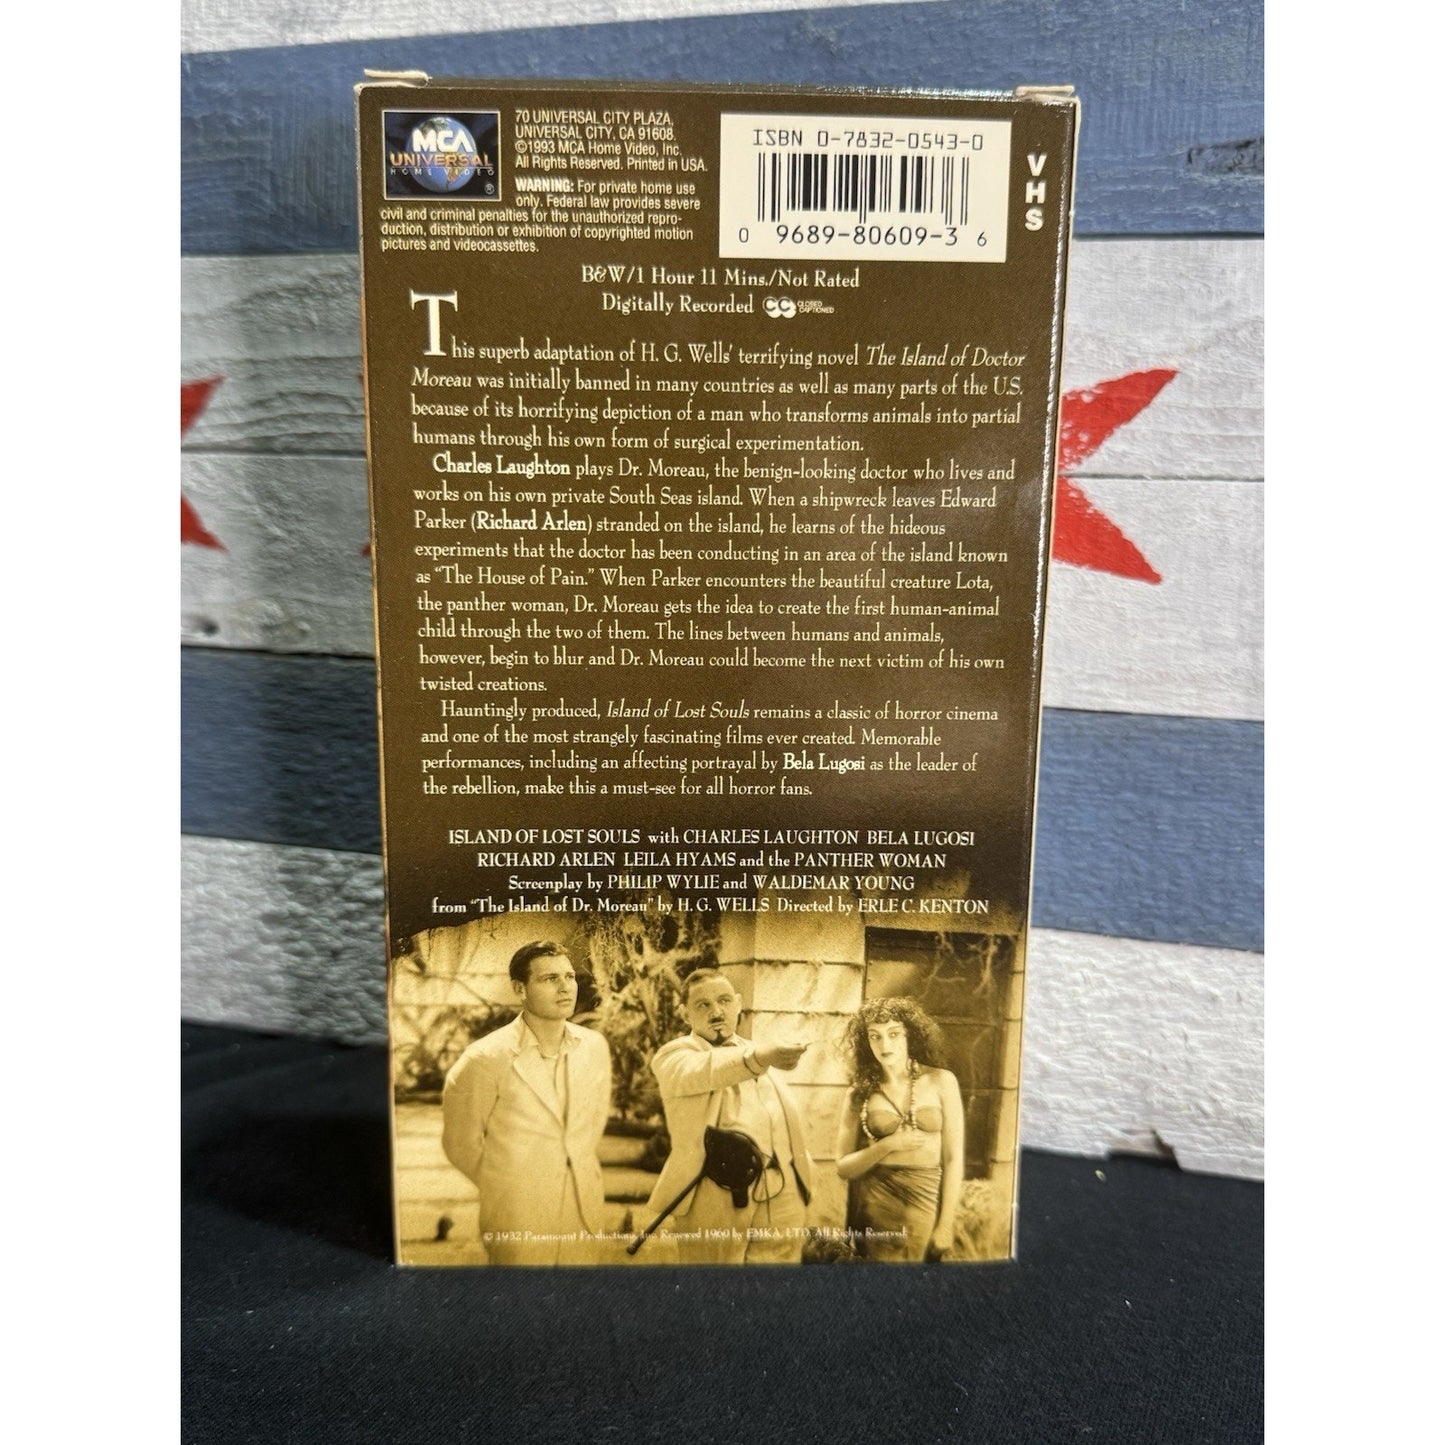 MCA
UNIVERSAL
HOME VIDEO
®
70 UNIVERSAL CITY PLAZA,
UNIVERSAL CITY, CA 91608.
©1993 MCA Home Video, Inc.
All Rights Reserved. Printed in USA.
WARNING: For private home use
only. Federal law provides severe
civil and criminal penalties for the unauthorized repro-
duction, distribution or exhibition of copyrighted motion
pictures and videocassettes.
ISBN 0-7832-0543-0
0 9689-80609-3 6
VHS
B&W/1 Hour 11 Mins./Not Rated
Digitally Recorded CC CLOSED CAPTIONED
This superb adaptation of H. G. Wells' terrifying novel The Island of Doctor
Moreau was initially banned in many countries as well as many parts of the U.S.
because of its horrifying depiction of a man who transforms animals into partial
humans through his own form of surgical experimentation.
Charles Laughton plays Dr. Moreau, the benign-looking doctor who lives and
works on his own private South Seas island. When a shipwreck leaves Edward
Parker (Richard Arlen) stranded on the island, he learns of the hideous
experiments that the doctor has been conducting in an area of the island known
as "The House of Pain." When Parker encounters the beautiful creature Lota,
the panther woman, Dr. Moreau gets the idea to create the first human-animal
child through the two of them. The lines between humans and animals,
however, begin to blur and Dr. Moreau could become the next victim of his own
twisted creations.
Hauntingly produced, Island of Lost Souls remains a classic of horror cinema
and one of the most strangely fascinating films ever created. Memorable
performances, including an affecting portrayal by Bela Lugosi as the leader of
the rebellion, make this a must-see for all horror fans.
ISLAND OF LOST SOULS with CHARLES LAUGHTON BELA LUGOSI
RICHARD ARLEN LEILA HYAMS and the PANTHER WOMAN
Screenplay by PHILIP WYLIE and WALDEMAR YOUNG
from "The Island of Dr. Moreau" by H. G. WELLS Directed by ERLE C. KENTON
© 1932 Paramount Productions, Inc. Renewed 1960 by EMKA, LTD. All Rights Reserved.